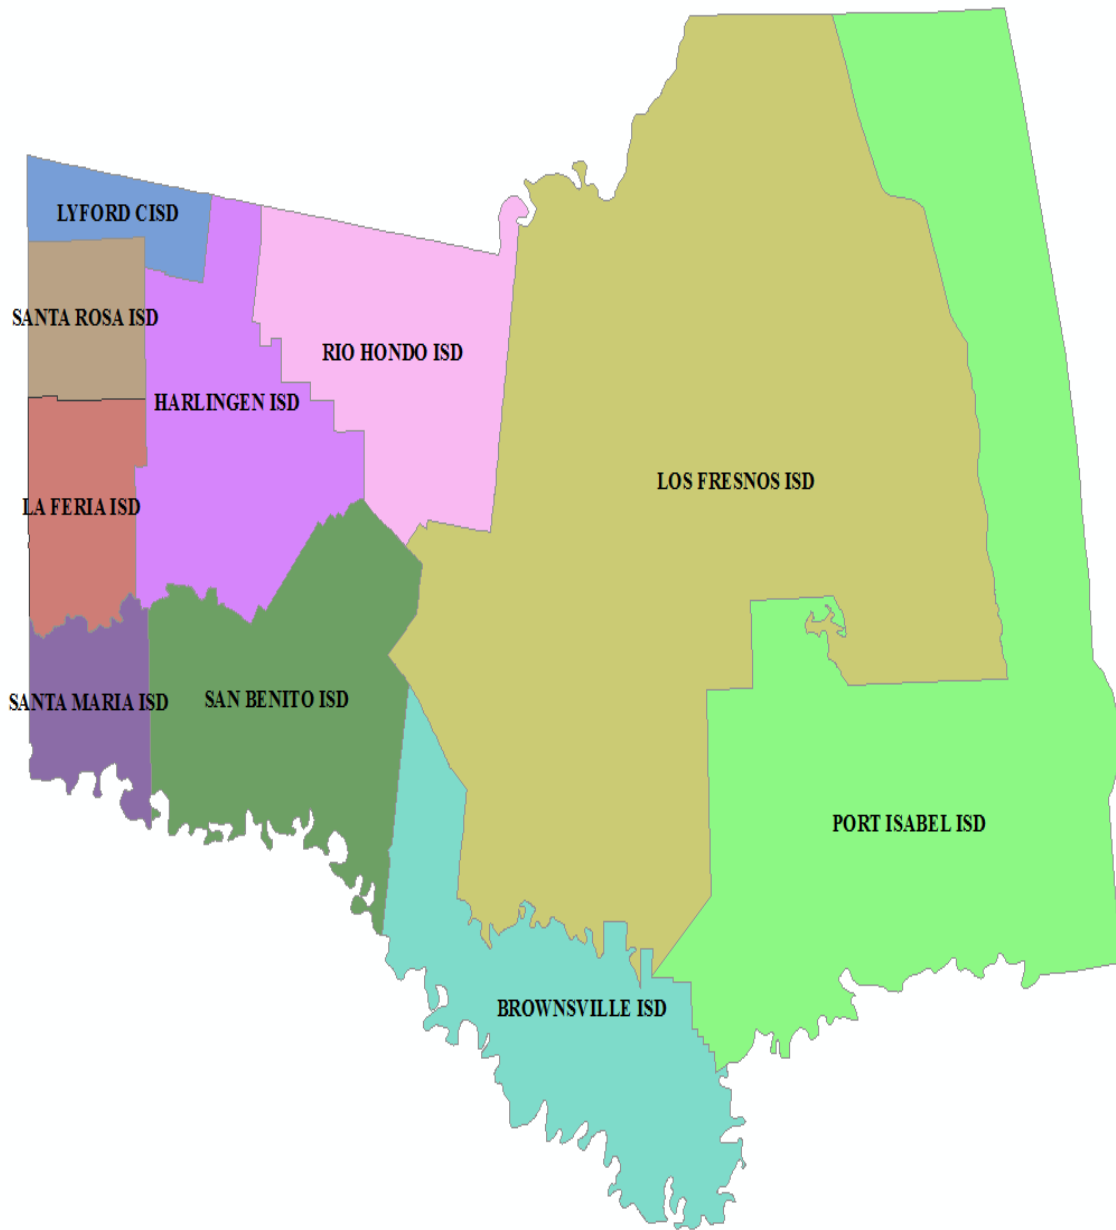 LYFORD CISD
SANTA ROSA ISD
RIO HONDO ISD
HARLINGEN ISD
LOS FRESNOS ISD
LA FERIA ISD
SANTA MARIA ISD
SAN BENITO ISD
PORT ISABEL ISD
BROWNSVILLE ISD